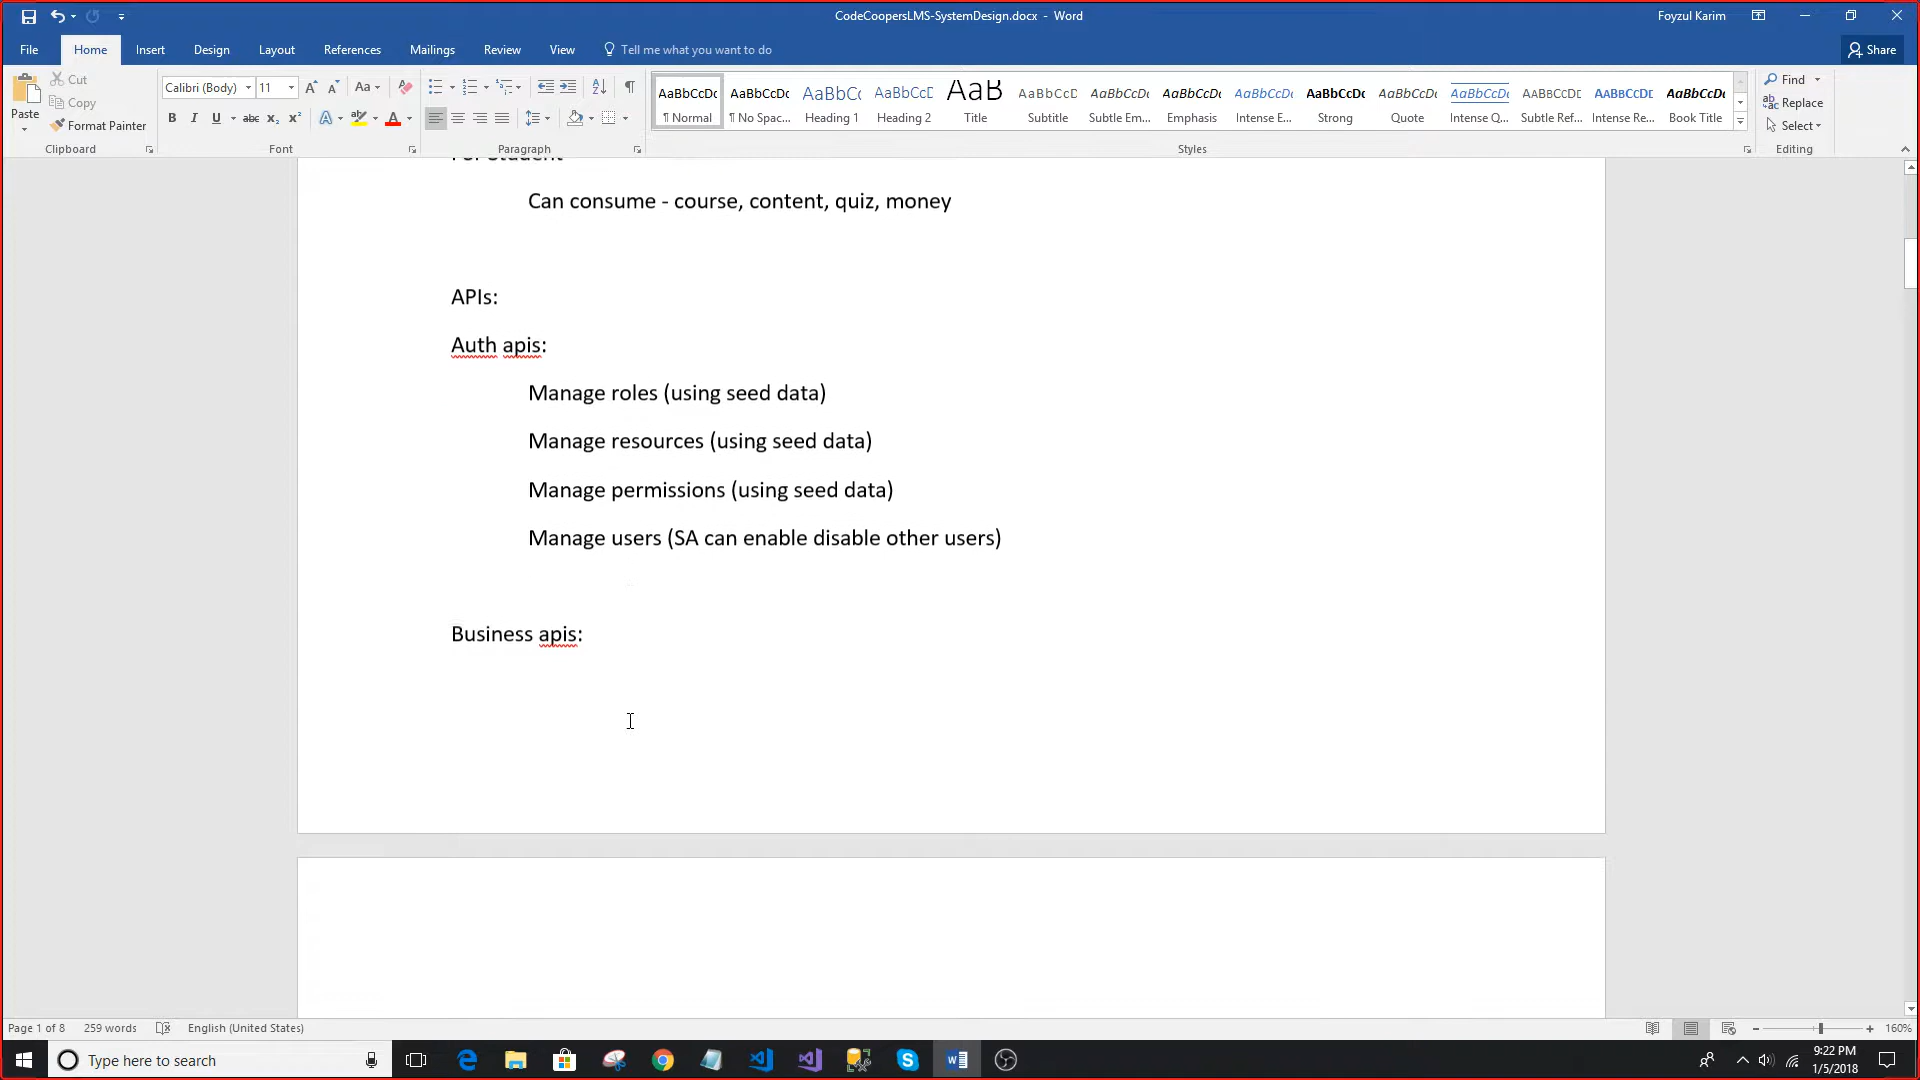 CodeCoopersLMS-SystemDesign.docx - Word
Foyzul Karim
File Home Insert Design Layout References Mailings Review View Tell me what you want to do Share
Paste
Cut
Copy
Format Painter
Clipboard
Calibri (Body) 11
Font
Paragraph
AaBbCcDc ¶ Normal
AaBbCcDc ¶ No Spac...
AaBbCc Heading 1
AaBbCcD Heading 2
AaB Title
AaBbCcD Subtitle
AaBbCcDc Subtle Em...
AaBbCcDc Emphasis
AaBbCcDc Intense E...
AaBbCcDc Strong
AaBbCcDc Quote
AaBbCcDc Intense Q...
AABBCCDE Subtle Ref...
AABBCCDE Intense Re...
AaBbCcDc Book Title
Styles
Find
Replace
Select
Editing
For Student
Can consume - course, content, quiz, money
APIs:
Auth apis:
Manage roles (using seed data)
Manage resources (using seed data)
Manage permissions (using seed data)
Manage users (SA can enable disable other users)
Business apis:
Page 1 of 8 259 words English (United States) 160%
Type here to search
9:22 PM
1/5/2018